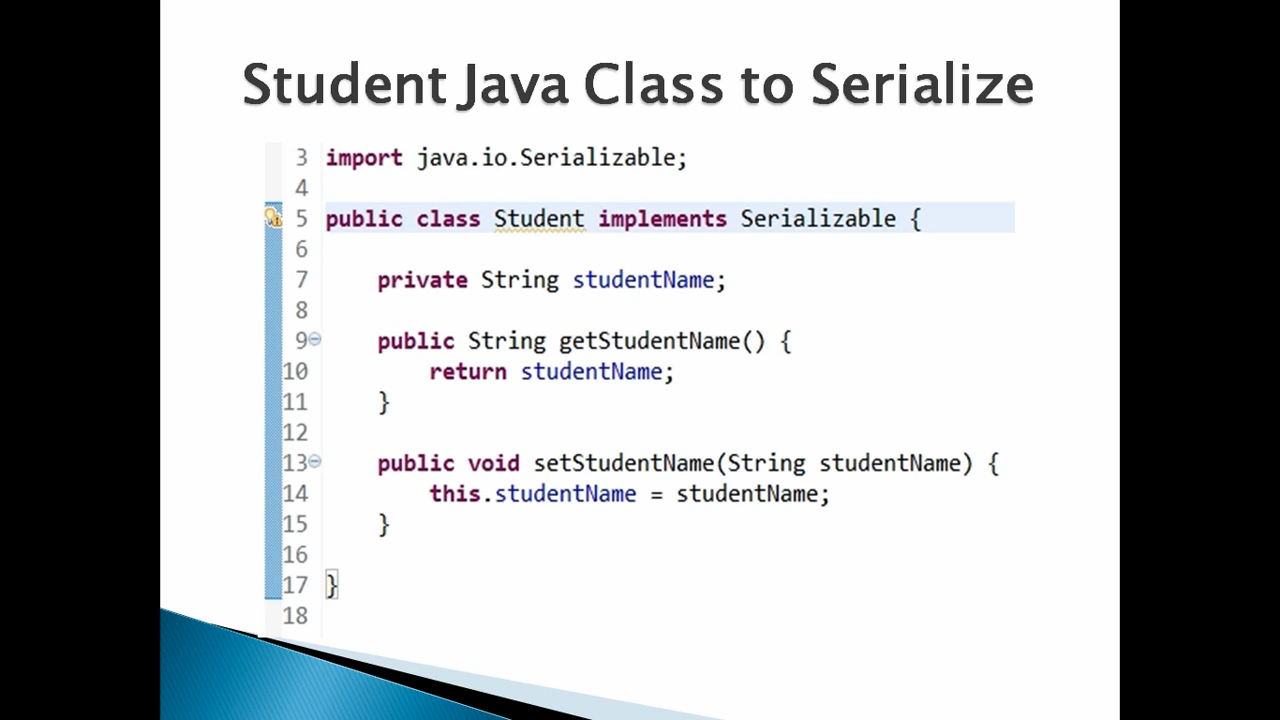 Student Java Class to Serialize
3 import java.io.Serializable;
4
5 public class Student implements Serializable {
6
7     private String studentName;
8
9     public String getStudentName() {
10         return studentName;
11     }
12
13     public void setStudentName(String studentName) {
14         this.studentName = studentName;
15     }
16
17 }
18